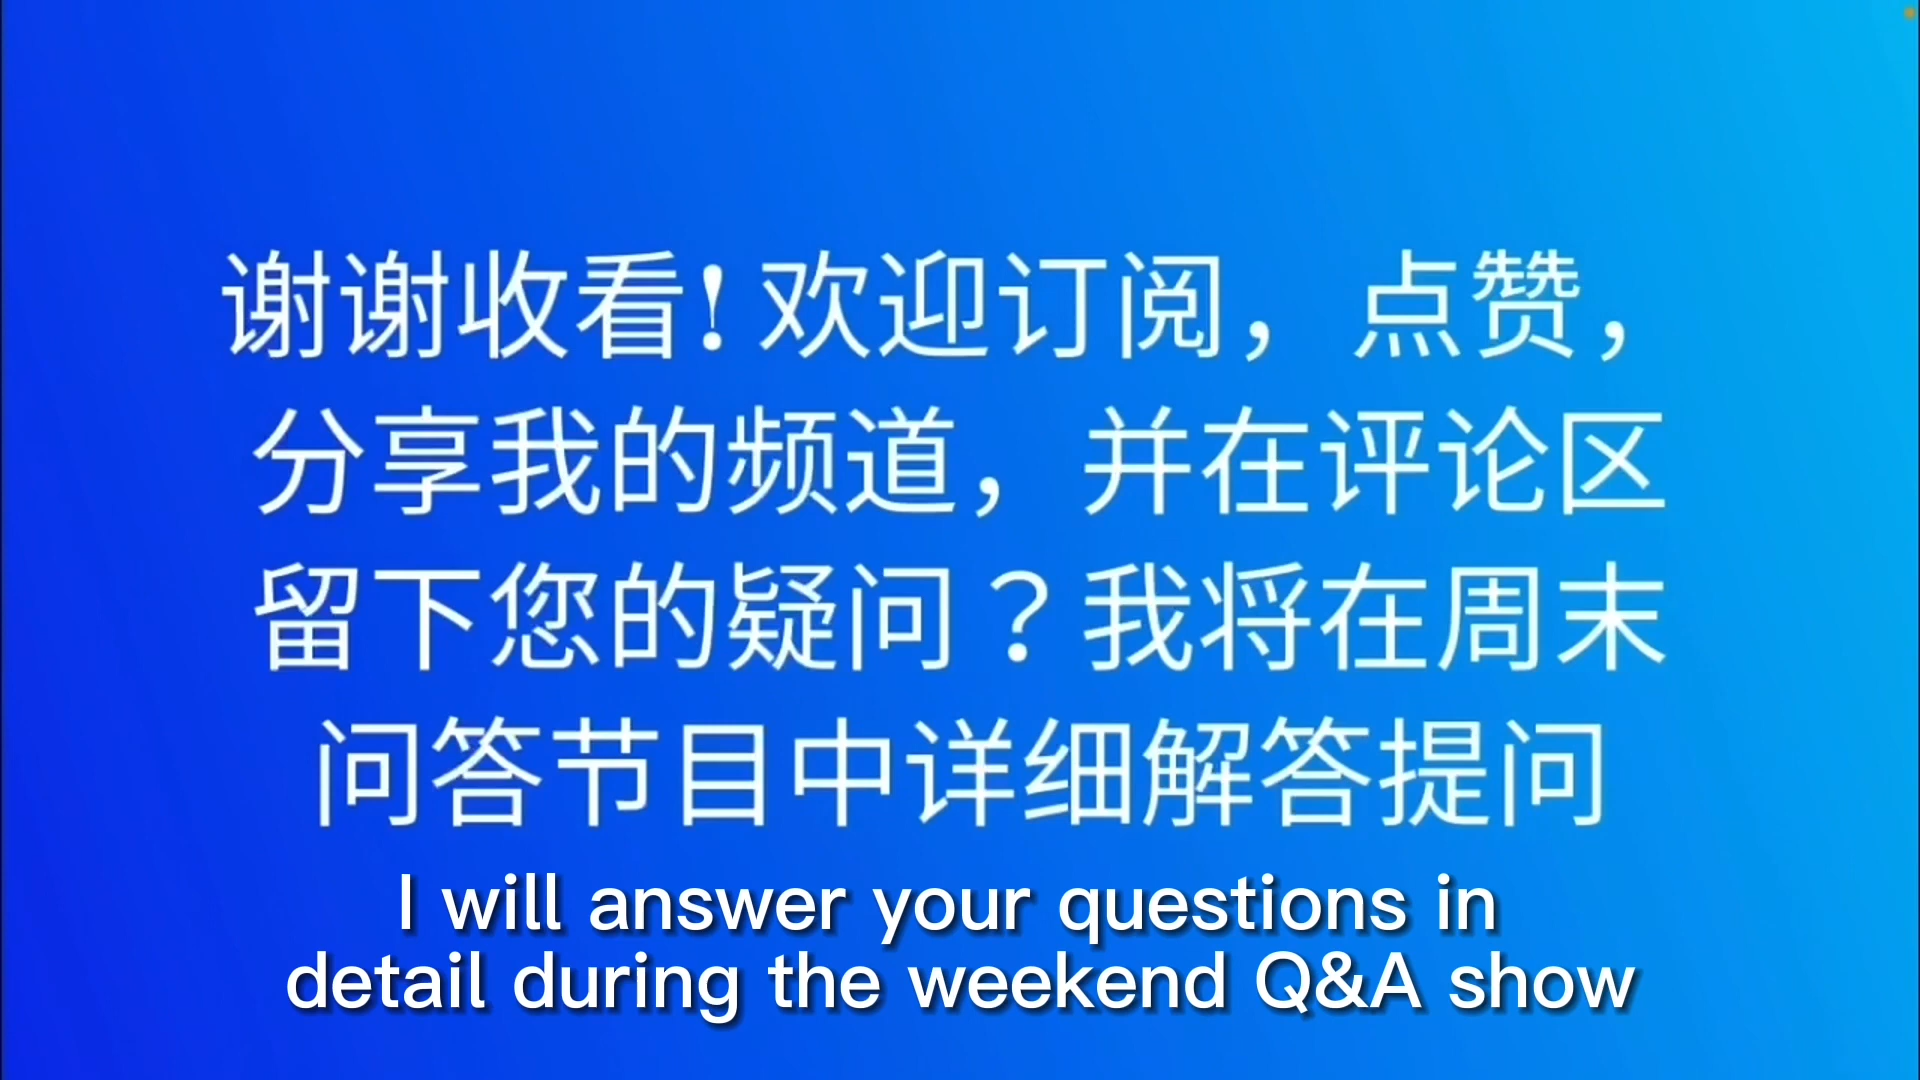 谢谢收看！欢迎订阅，点赞，
分享我的频道，并在评论区
留下您的疑问？我将在周末
问答节目中详细解答提问
I will answer your questions in
detail during the weekend Q&A show